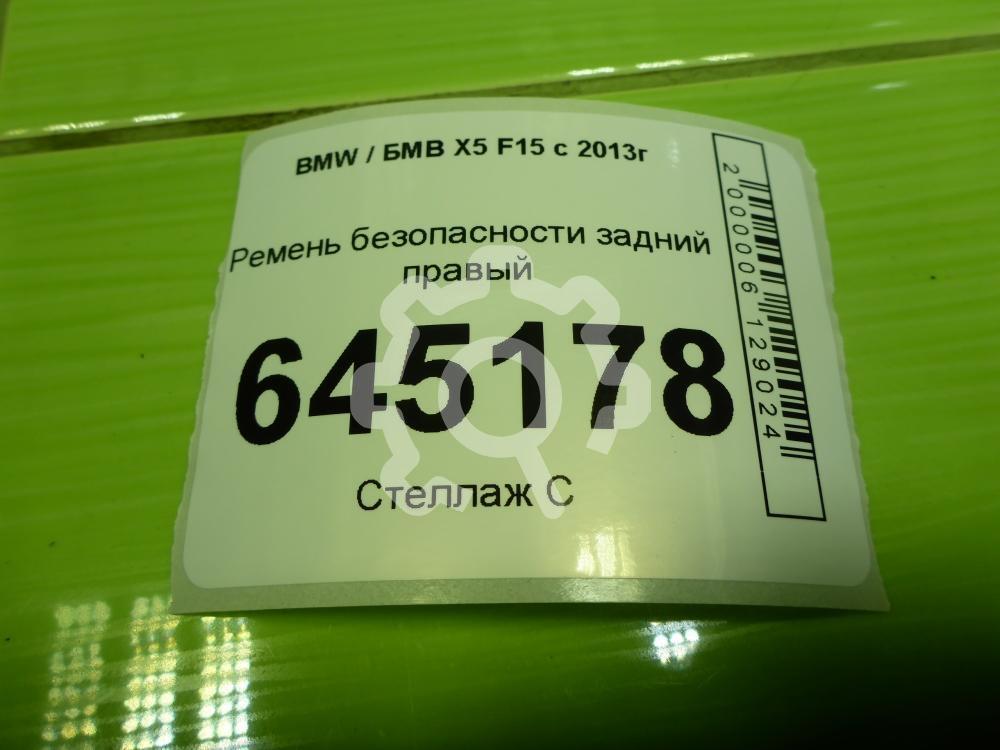 BMW / БМВ X5 F15 с 2013г
Ремень безопасности задний
правый
645178
Стеллаж С
2000006129024